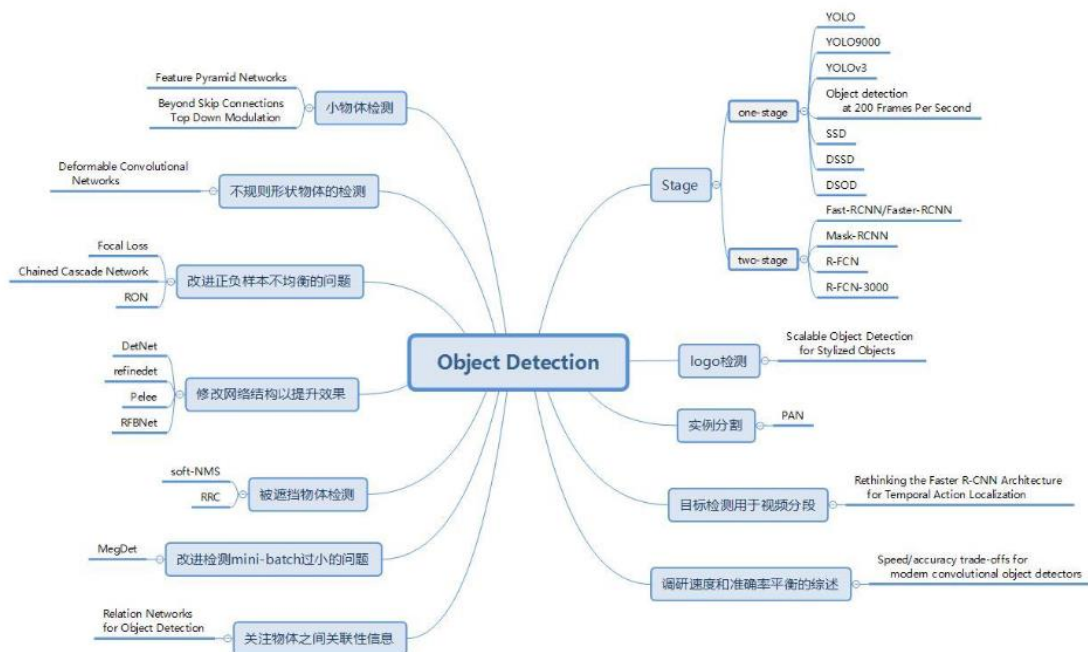 Object Detection
小物体检测
Feature Pyramid Networks
Beyond Skip Connections
Top Down Modulation
不规则形状物体的检测
Deformable Convolutional
Networks
改进正负样本不均衡的问题
Focal Loss
Chained Cascade Network
RON
修改网络结构以提升效果
DetNet
refinedet
Pelee
RFBNet
被遮挡物体检测
soft-NMS
RRC
改进检测mini-batch过小的问题
MegDet
关注物体之间关联性信息
Relation Networks
for Object Detection
Stage
one-stage
YOLO
YOLO9000
YOLOv3
Object detection
at 200 Frames Per Second
SSD
DSSD
DSOD
two-stage
Fast-RCNN/Faster-RCNN
Mask-RCNN
R-FCN
R-FCN-3000
logo检测
Scalable Object Detection
for Stylized Objects
实例分割
PAN
目标检测用于视频分段
Rethinking the Faster R-CNN Architecture
for Temporal Action Localization
调研速度和准确率平衡的综述
Speed/accuracy trade-offs for
modern convolutional object detectors